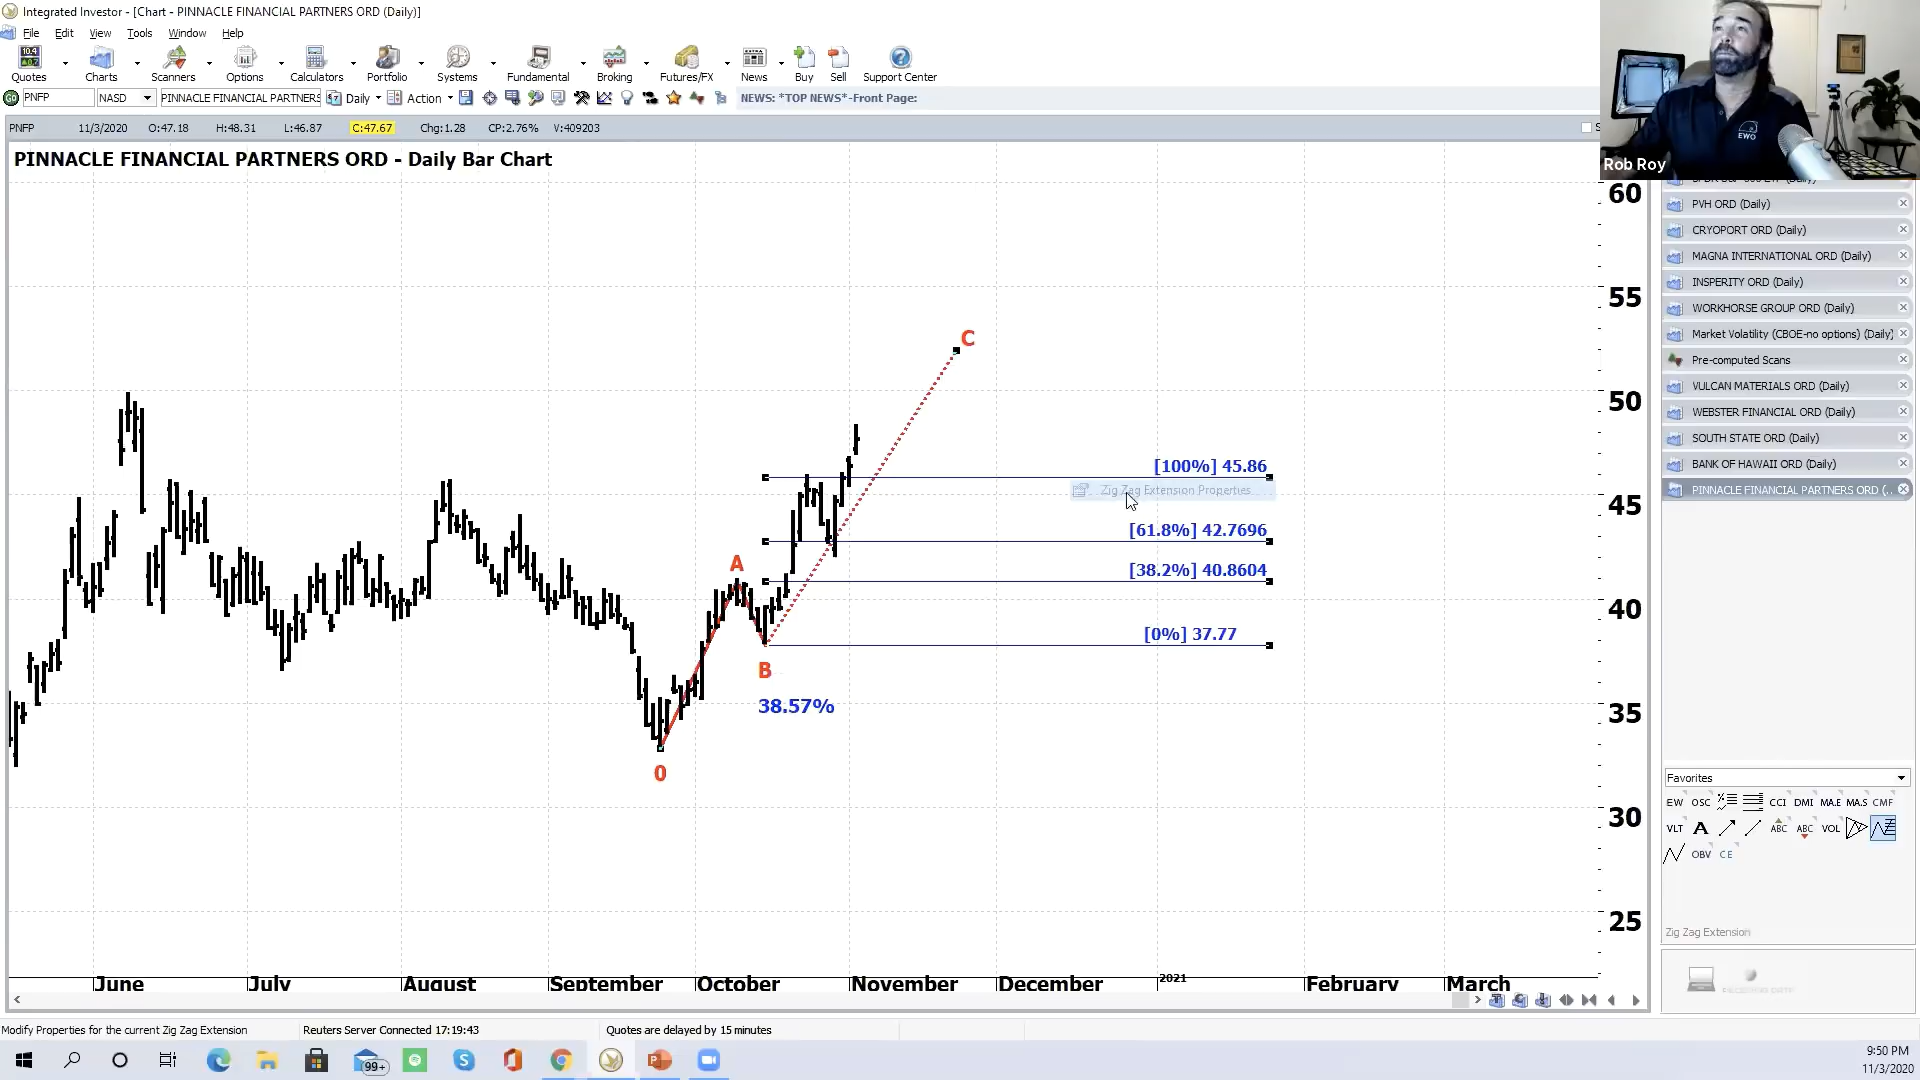 Integrated Investor - [Chart - PINNACLE FINANCIAL PARTNERS ORD (Daily)]
File Edit View Tools Window Help
Quotes Charts Scanners Options Calculators Portfolio Systems Fundamental Broking Futures/FX News Buy Sell Support Center
GO PNFP NASD PINNACLE FINANCIAL PARTNERS Daily Action NEWS: *TOP NEWS*-Front Page:
PNFP 11/3/2020 O:47.18 H:48.31 L:46.87 C:47.67 Chg:1.28 CP:2.76% V:409203
PINNACLE FINANCIAL PARTNERS ORD - Daily Bar Chart
EWO
Rob Roy
60
55
50
45
40
35
30
25
C
[100%] 45.86
Zig Zag Extension Properties...
[61.8%] 42.7696
A
[38.2%] 40.8604
[0%] 37.77
B
38.57%
0
June July August September October November December 2021 February March
PVH ORD (Daily)
CRYOPORT ORD (Daily)
MAGNA INTERNATIONAL ORD (Daily)
INSPERITY ORD (Daily)
WORKHORSE GROUP ORD (Daily)
Market Volatility (CBOE-no options) (Daily)
Pre-computed Scans
VULCAN MATERIALS ORD (Daily)
WEBSTER FINANCIAL ORD (Daily)
SOUTH STATE ORD (Daily)
BANK OF HAWAII ORD (Daily)
PINNACLE FINANCIAL PARTNERS ORD (...
Favorites
EW OSC CCI DMI MA.E MA.S CMF
VLT A ABC ABC VOL
OBV CE
Zig Zag Extension
Modify Properties for the current Zig Zag Extension Reuters Server Connected 17:19:43 Quotes are delayed by 15 minutes
99+
9:50 PM
11/3/2020